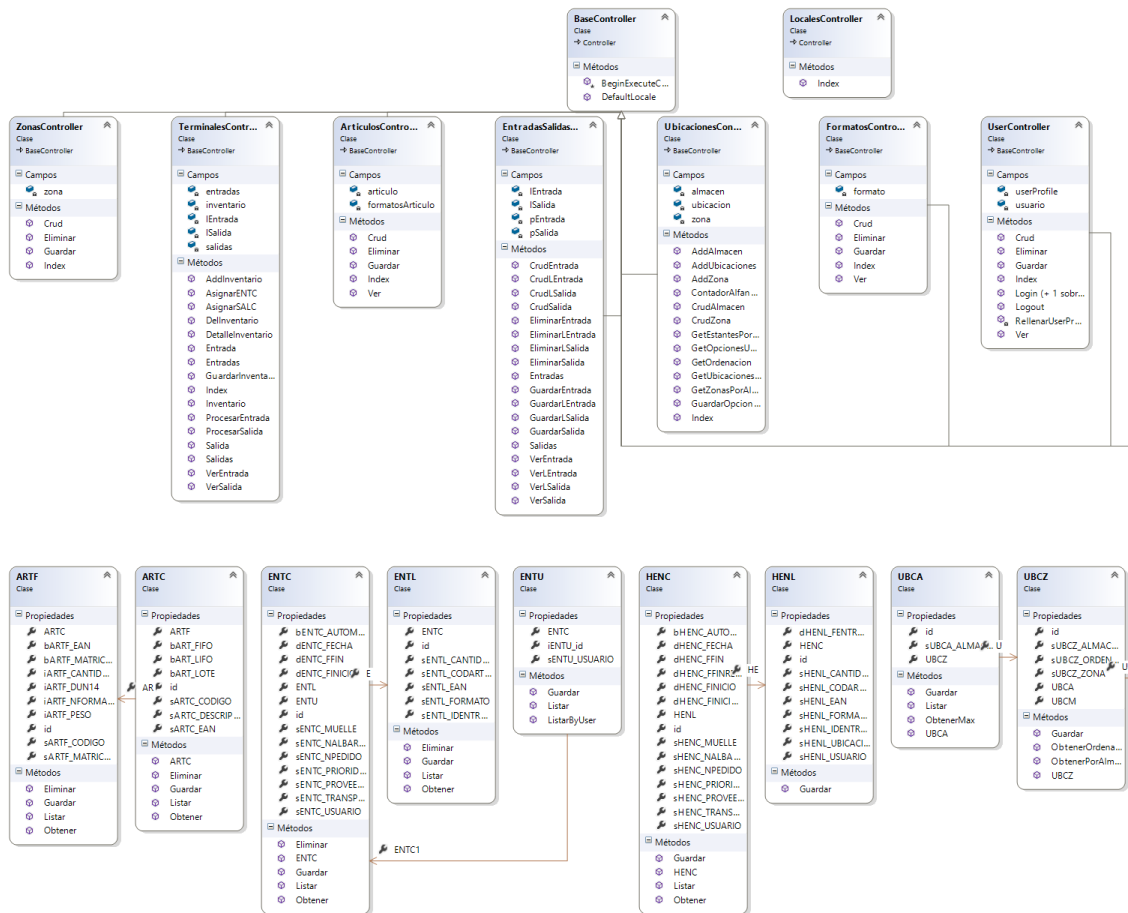 BaseController
Clase
Controller
Métodos
BeginExecuteC...
DefaultLocale
LocalesController
Clase
Controller
Métodos
Index
ZonasController
Clase
BaseController
Campos
zona
Métodos
Crud
Eliminar
Guardar
Index
TerminalesContr...
Clase
BaseController
Campos
entradas
inventario
lEntrada
lSalida
salidas
Métodos
AddInventario
AsignarENTC
AsignarSALC
DelInventario
DetalleInventario
Entrada
Entradas
GuardarInventa...
Index
Inventario
ProcesarEntrada
ProcesarSalida
Salida
Salidas
VerEntrada
VerSalida
ArticulosContro...
Clase
BaseController
Campos
articulo
formatosArticulo
Métodos
Crud
Eliminar
Guardar
Index
Ver
EntradasSalidas...
Clase
BaseController
Campos
lEntrada
lSalida
pEntrada
pSalida
Métodos
CrudEntrada
CrudLEntrada
CrudLSalida
CrudSalida
EliminarEntrada
EliminarLEntrada
EliminarLSalida
EliminarSalida
Entradas
GuardarEntrada
GuardarLEntrada
GuardarLSalida
GuardarSalida
Salidas
VerEntrada
VerLEntrada
VerLSalida
VerSalida
UbicacionesCon...
Clase
BaseController
Campos
almacen
ubicacion
zona
Métodos
AddAlmacen
AddUbicaciones
AddZona
ContadorAlfan...
CrudAlmacen
CrudZona
GetEstantesPor...
GetOpcionesU...
GetOrdenacion
GetUbicaciones...
GetZonasPorAl...
GuardarOpcion...
Index
FormatosContro...
Clase
BaseController
Campos
formato
Métodos
Crud
Eliminar
Guardar
Index
Ver
UserController
Clase
BaseController
Campos
userProfile
usuario
Métodos
Crud
Eliminar
Guardar
Index
Login (+ 1 sobr...
Logout
RellenarUserPr...
Ver
ARTF
Clase
Propiedades
ARTC
bARTF_EAN
bARTF_MATRIC...
iARTF_CANTID...
iARTF_DUN14
iARTF_NFORMA...
iARTF_PESO
id
sARTF_CODIGO
sARTF_MATRIC...
Métodos
Eliminar
Guardar
Listar
Obtener
AR
ARTC
Clase
Propiedades
ARTF
bART_FIFO
bART_LIFO
bART_LOTE
id
sARTC_CODIGO
sARTC_DESCRIP...
sARTC_EAN
Métodos
ARTC
Eliminar
Guardar
Listar
Obtener
ENTC
Clase
Propiedades
bENTC_AUTOM...
dENTC_FECHA
dENTC_FFIN
dENTC_FINICIO
ENTL
ENTU
id
sENTC_MUELLE
sENTC_NALBAR...
sENTC_NPEDIDO
sENTC_PRIORID...
sENTC_PROVEE...
sENTC_TRANSP...
sENTC_USUARIO
Métodos
Eliminar
ENTC
Guardar
Listar
Obtener
E
ENTL
Clase
Propiedades
ENTC
id
sENTL_CANTID...
sENTL_CODART...
sENTL_EAN
sENTL_FORMATO
sENTL_IDENTR...
Métodos
Eliminar
Guardar
Listar
Obtener
ENTC1
ENTU
Clase
Propiedades
ENTC
iENTU_id
sENTU_USUARIO
Métodos
Guardar
Listar
ListarByUser
HENC
Clase
Propiedades
bHENC_AUTO...
dHENC_FECHA
dHENC_FFIN
dHENC_FFINRE...
dHENC_FINICIO
dHENC_FINICI...
HENL
id
sHENC_MUELLE
sHENC_NALBA...
sHENC_NPEDIDO
sHENC_PRIORI...
sHENC_PROVEE...
sHENC_TRANS...
sHENC_USUARIO
Métodos
Guardar
HENC
Listar
Obtener
HE
HENL
Clase
Propiedades
dHENL_FENTR...
HENC
id
sHENL_CANTID...
sHENL_CODAR...
sHENL_EAN
sHENL_FORMA...
sHENL_IDENTR...
sHENL_UBICACI...
sHENL_USUARIO
Métodos
Guardar
UBCA
Clase
Propiedades
id
sUBCA_ALMA...
UBCZ
Métodos
Guardar
Listar
ObtenerMax
UBCA
U
UBCZ
Clase
Propiedades
id
sUBCZ_ALMAC...
sUBCZ_ORDEN...
sUBCZ_ZONA
UBCA
UBCM
Métodos
Guardar
ObtenerOrdena...
ObtenerPorAlm...
UBCZ
U